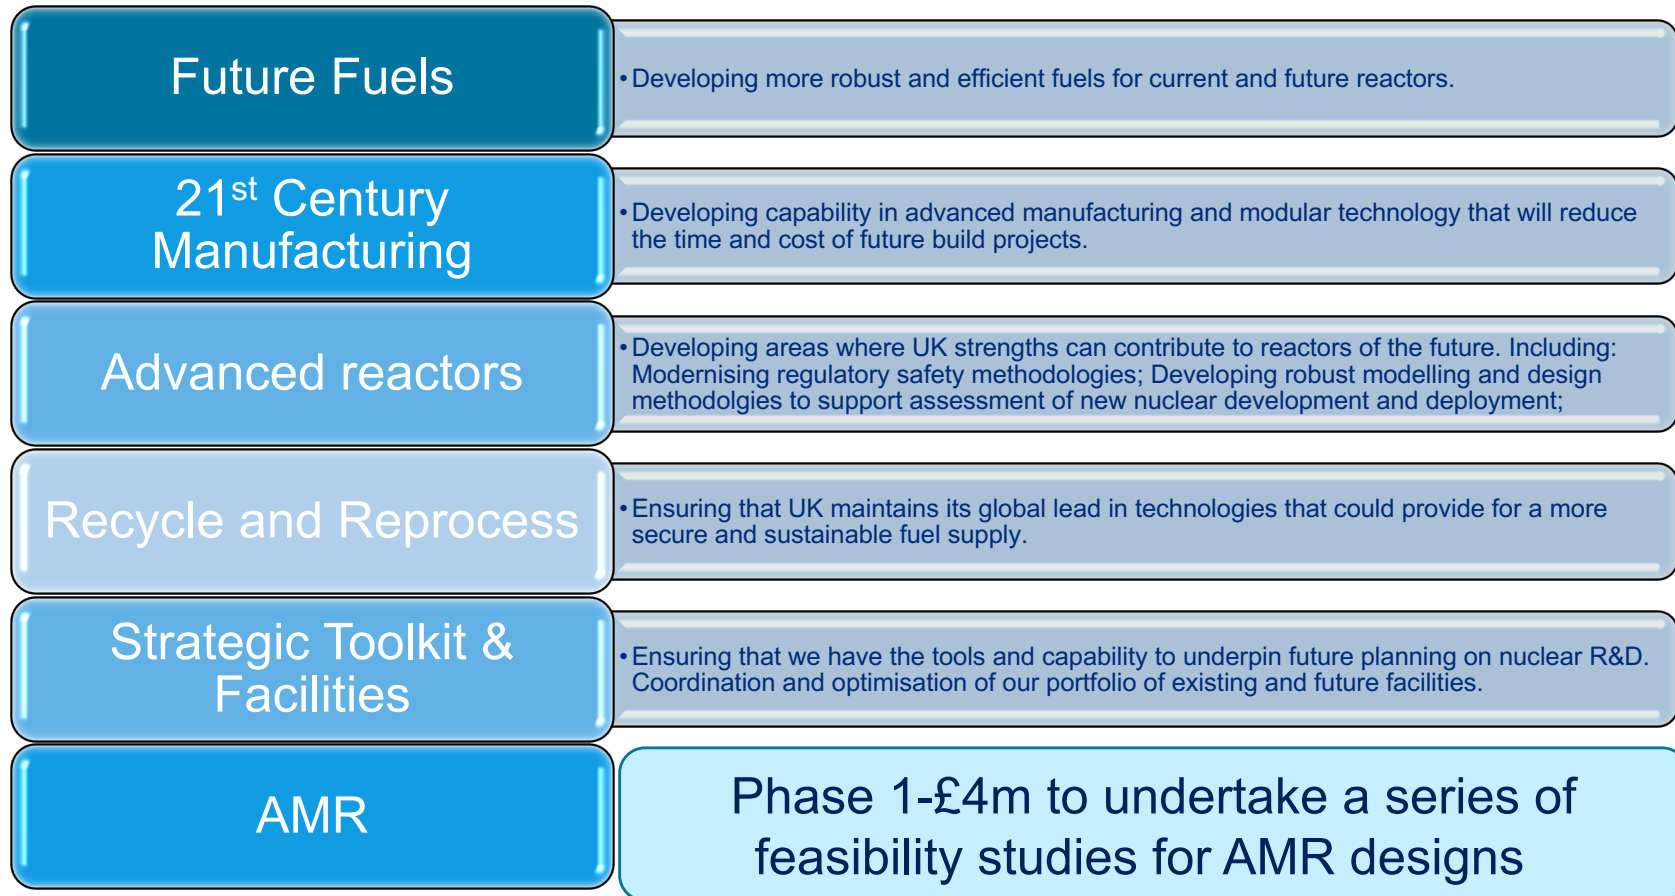 Future Fuels
• Developing more robust and efficient fuels for current and future reactors.
21st Century
Manufacturing
• Developing capability in advanced manufacturing and modular technology that will reduce
the time and cost of future build projects.
Advanced reactors
• Developing areas where UK strengths can contribute to reactors of the future. Including:
Modernising regulatory safety methodologies; Developing robust modelling and design
methodolgies to support assessment of new nuclear development and deployment;
Recycle and Reprocess
• Ensuring that UK maintains its global lead in technologies that could provide for a more
secure and sustainable fuel supply.
Strategic Toolkit &
Facilities
• Ensuring that we have the tools and capability to underpin future planning on nuclear R&D.
Coordination and optimisation of our portfolio of existing and future facilities.
AMR
Phase 1-£4m to undertake a series of
feasibility studies for AMR designs